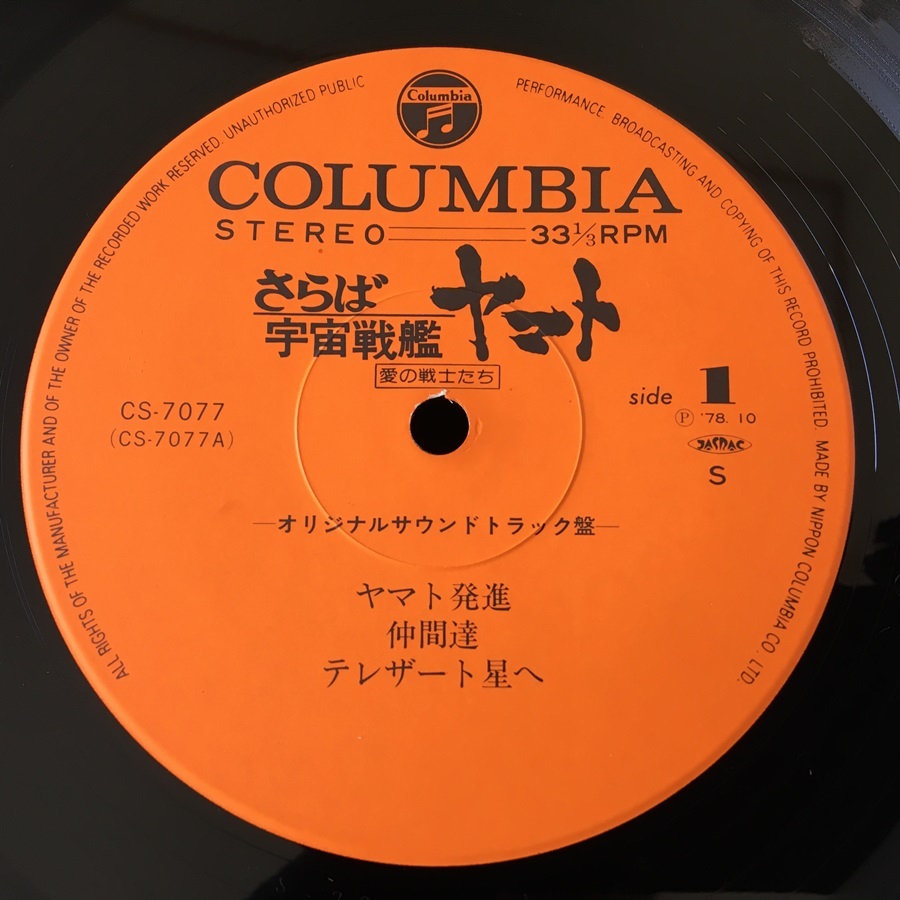 Columbia
COLUMBIA
STEREO 33 1/3 RPM
さらば
宇宙戦艦
ヤマト
愛の戦士たち
CS-7077
(CS-7077A)
side 1
Ⓟ '78. 10
JASRAC
S
オリジナルサウンドトラック盤
ヤマト発進
仲間達
テレザート星へ
ALL RIGHTS OF THE MANUFACTURER AND OF THE OWNER OF THE RECORDED WORK RESERVED. UNAUTHORIZED PUBLIC PERFORMANCE. BROADCASTING AND COPYING OF THIS RECORD PROHIBITED. MADE BY NIPPON COLUMBIA CO. LTD.